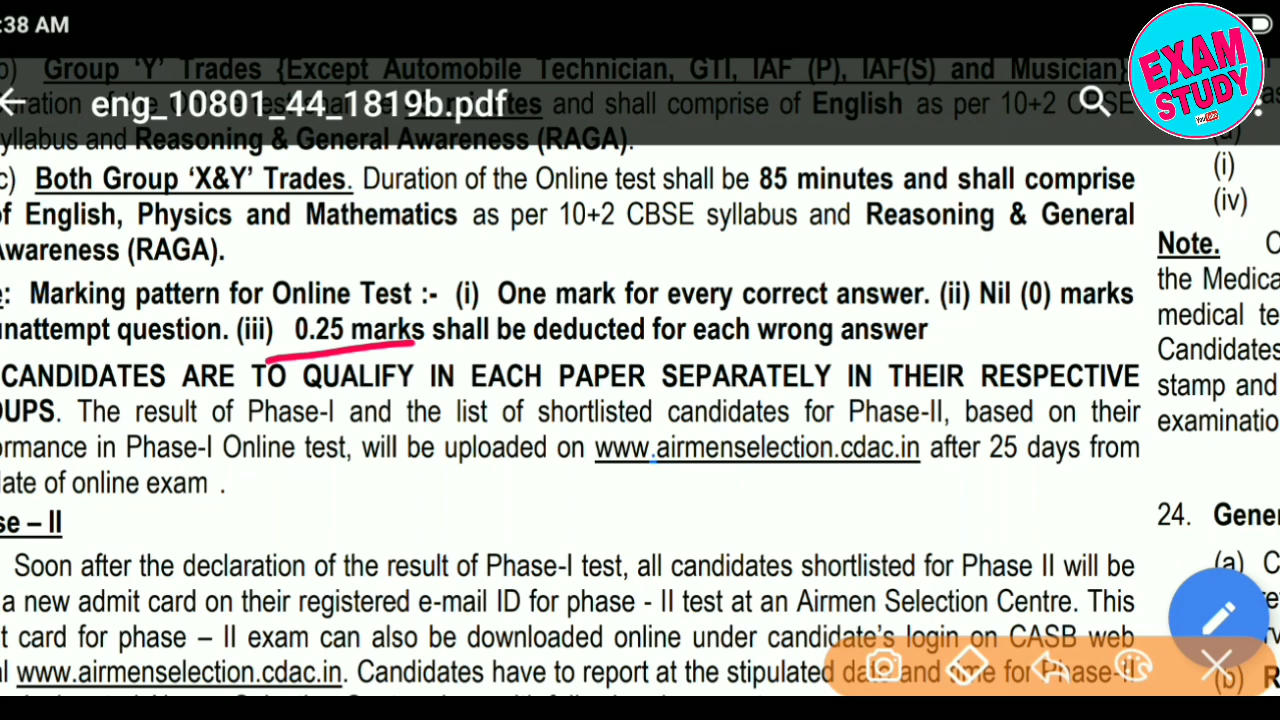 :38 AM
EXAM
STUDY
YouTube
Group ‘Y’ Trades {Except Automobile Technician, GTI, IAF (P), IAF(S) and Musician}
eng_10801_44_1819b.pdf
and shall comprise of English as per 10+2 CBSE
yllabus and Reasoning & General Awareness (RAGA).
c) Both Group ‘X&Y’ Trades. Duration of the Online test shall be 85 minutes and shall comprise
of English, Physics and Mathematics as per 10+2 CBSE syllabus and Reasoning & General
Awareness (RAGA).
e: Marking pattern for Online Test :- (i) One mark for every correct answer. (ii) Nil (0) marks
unattempt question. (iii) 0.25 marks shall be deducted for each wrong answer
CANDIDATES ARE TO QUALIFY IN EACH PAPER SEPARATELY IN THEIR RESPECTIVE
OUPS. The result of Phase-I and the list of shortlisted candidates for Phase-II, based on their
ormance in Phase-I Online test, will be uploaded on www.airmenselection.cdac.in after 25 days from
date of online exam .
se – II
Soon after the declaration of the result of Phase-I test, all candidates shortlisted for Phase II will be
a new admit card on their registered e-mail ID for phase - II test at an Airmen Selection Centre. This
t card for phase – II exam can also be downloaded online under candidate’s login on CASB web
al www.airmenselection.cdac.in. Candidates have to report at the stipulated date and time for Phase-II
(i)
(iv)
Note.
the Medica
medical te
Candidates
stamp and
examinatio
24. Gener
(a)
(b)